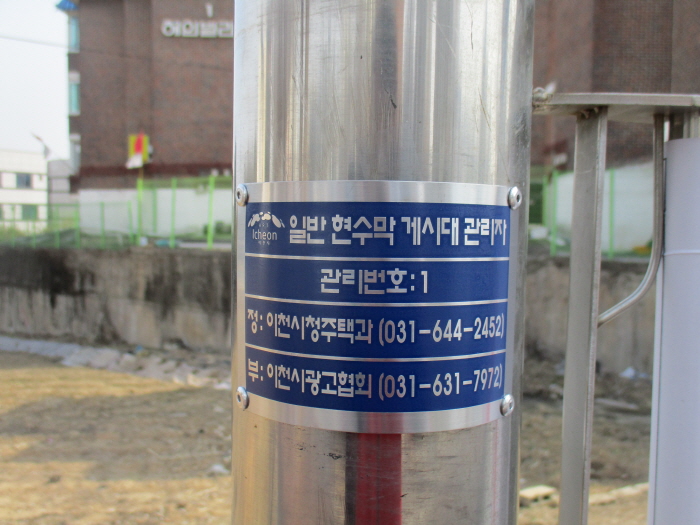 1
Icheon
일반 현수막 게시대 관리자
관리번호:1
정: 이천시청주택과 (031-644-2452)
부: 이천시광고협회 (031-631-7972)